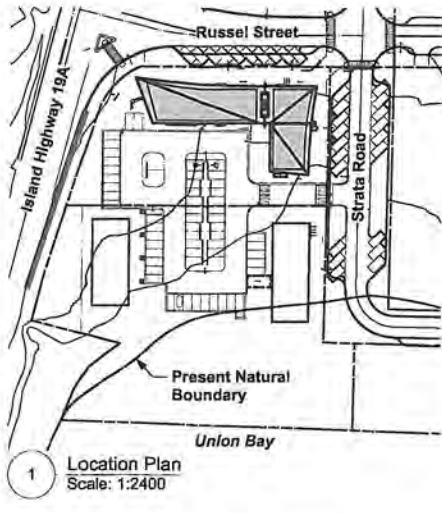 Russel Street
Island Highway 19A
Strata Road
Present Natural
Boundary
Union Bay
1
Location Plan
Scale: 1:2400